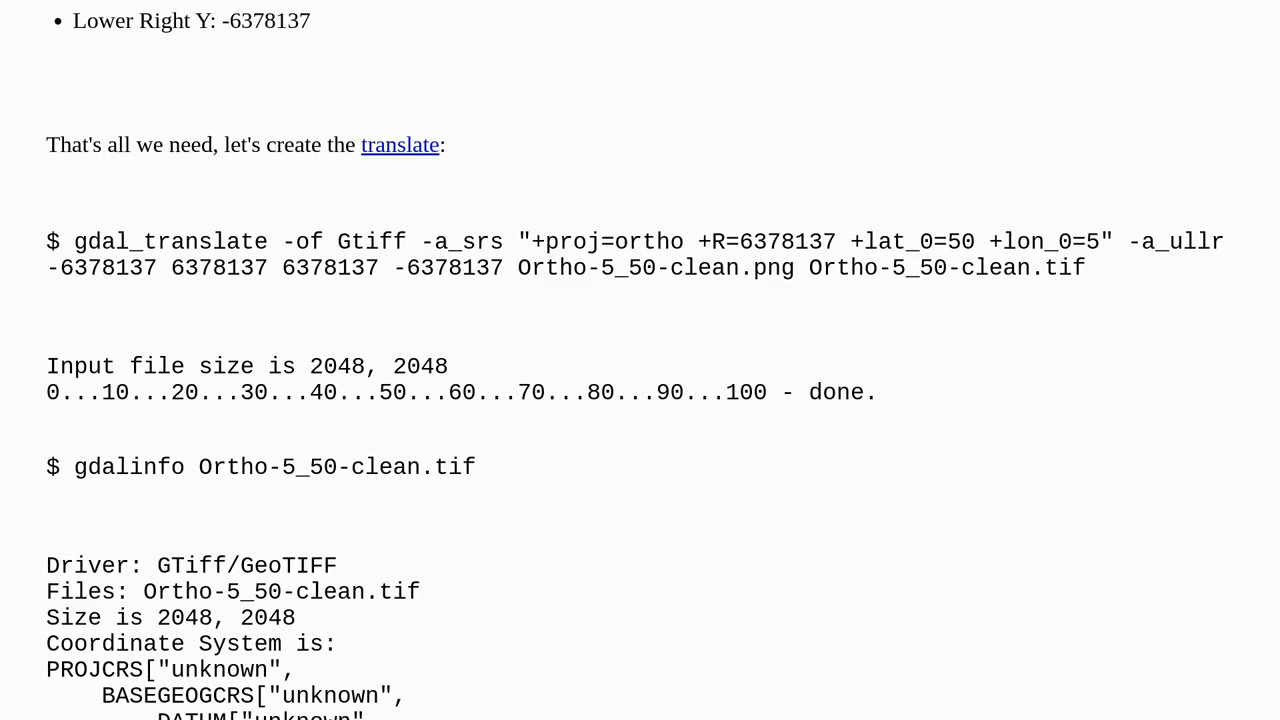 • Lower Right Y: -6378137
That's all we need, let's create the translate:
$ gdal_translate -of Gtiff -a_srs "+proj=ortho +R=6378137 +lat_0=50 +lon_0=5" -a_ullr
-6378137 6378137 6378137 -6378137 Ortho-5_50-clean.png Ortho-5_50-clean.tif
Input file size is 2048, 2048
0...10...20...30...40...50...60...70...80...90...100 - done.
$ gdalinfo Ortho-5_50-clean.tif
Driver: GTiff/GeoTIFF
Files: Ortho-5_50-clean.tif
Size is 2048, 2048
Coordinate System is:
PROJCRS["unknown",
    BASEGEOGCRS["unknown",
        DATUM["unknown"